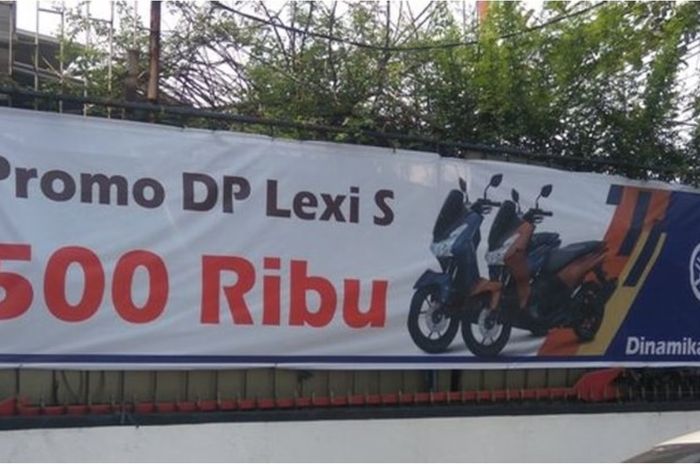 Promo DP Lexi S
500 Ribu
Dinamika